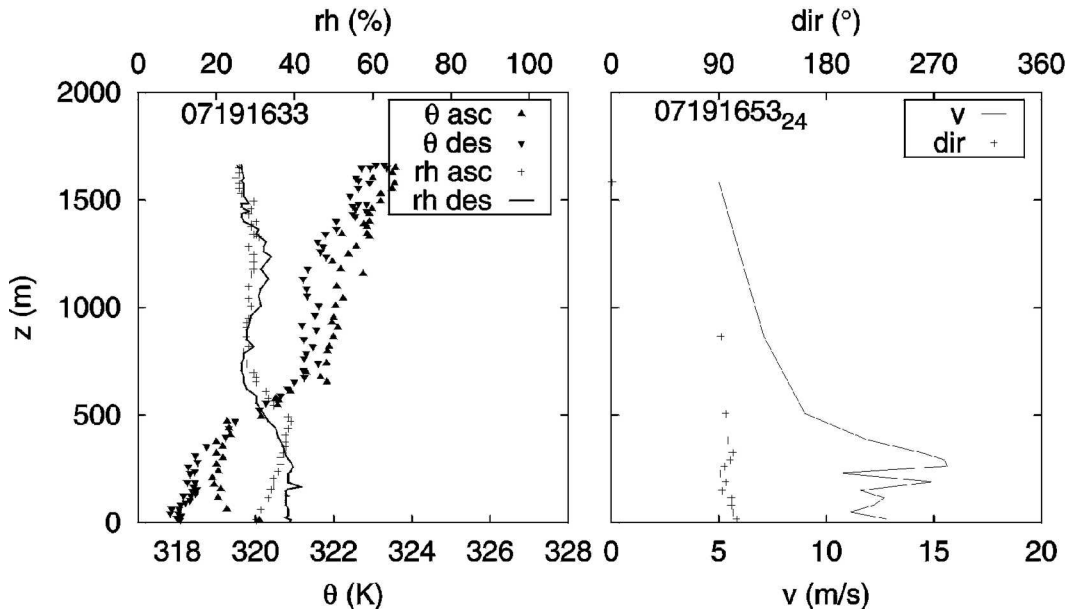 rh (%)
0 20 40 60 80 100
2000
1500
1000
500
0
z (m)
07191633
θ asc
θ des
rh asc
rh des
318 320 322 324 326 328
θ (K)
dir (°)
0 90 180 270 360
07191653₂₄
v
dir
0 5 10 15 20
v (m/s)